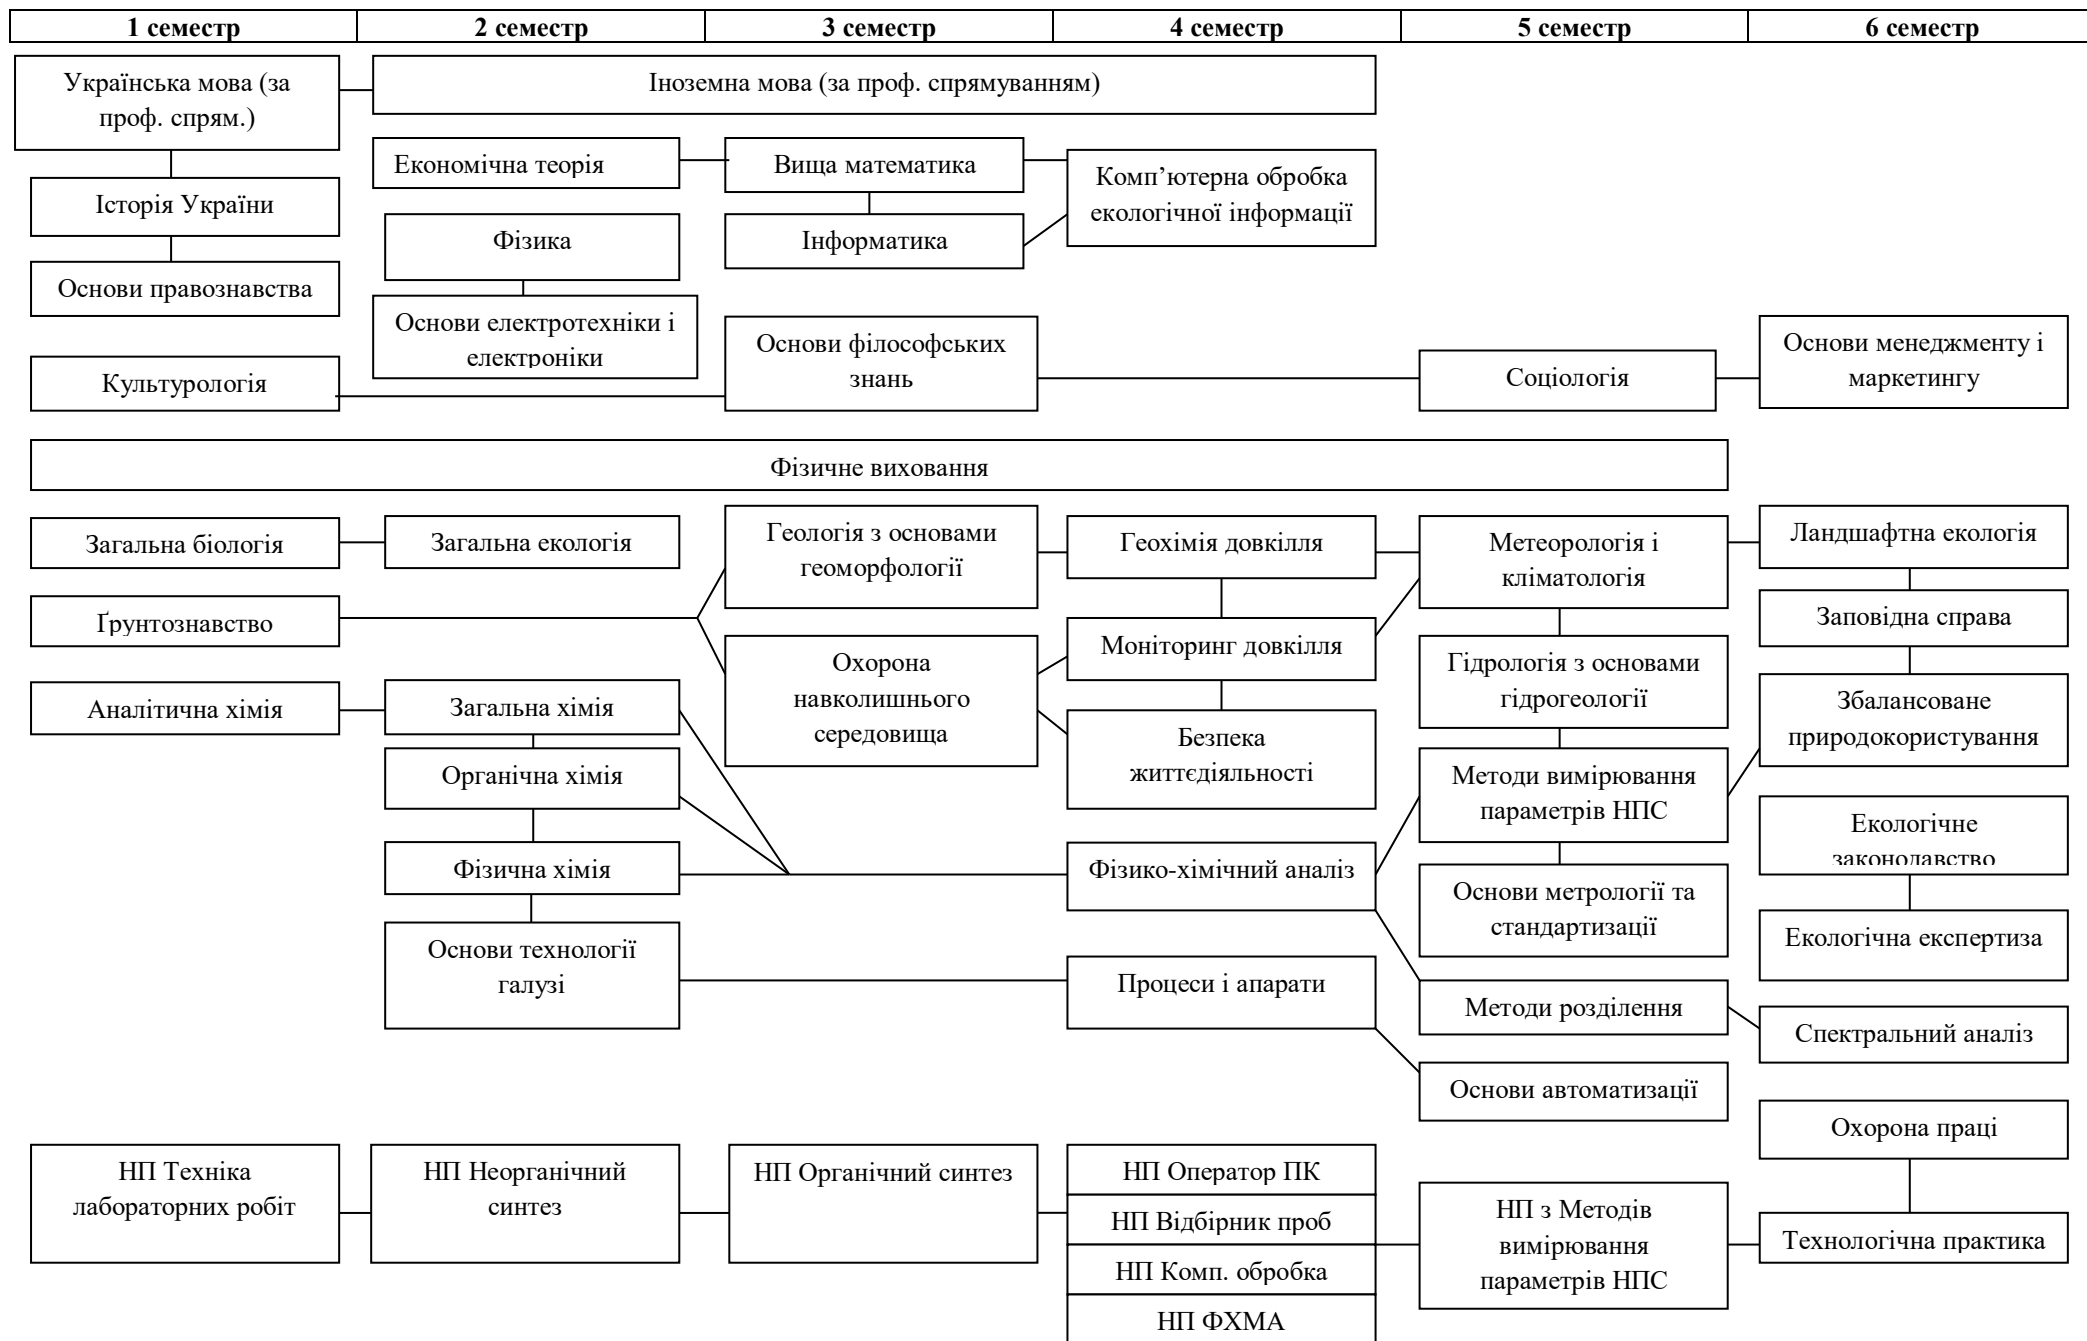 1 семестр
2 семестр
3 семестр
4 семестр
5 семестр
6 семестр
Українська мова (за
проф. спрям.)
Іноземна мова (за проф. спрямуванням)
Економічна теорія
Вища математика
Комп’ютерна обробка
екологічної інформації
Історія України
Фізика
Інформатика
Основи правознавства
Основи електротехніки і
електроніки
Основи філософських
знань
Основи менеджменту і
маркетингу
Культурологія
Соціологія
Фізичне виховання
Загальна біологія
Загальна екологія
Геологія з основами
геоморфології
Геохімія довкілля
Метеорологія і
кліматологія
Ландшафтна екологія
Ґрунтознавство
Заповідна справа
Охорона
навколишнього
середовища
Моніторинг довкілля
Гідрологія з основами
гідрогеології
Аналітична хімія
Загальна хімія
Збалансоване
природокористування
Безпека
життєдіяльності
Органічна хімія
Методи вимірювання
параметрів НПС
Екологічне
законодавство
Фізична хімія
Фізико-хімічний аналіз
Основи метрології та
стандартизації
Основи технології
галузі
Екологічна експертиза
Процеси і апарати
Методи розділення
Спектральний аналіз
Основи автоматизації
Охорона праці
НП Техніка
лабораторних робіт
НП Неорганічний
синтез
НП Органічний синтез
НП Оператор ПК
НП Відбірник проб
НП Комп. обробка
НП ФХМА
НП з Методів
вимірювання
параметрів НПС
Технологічна практика